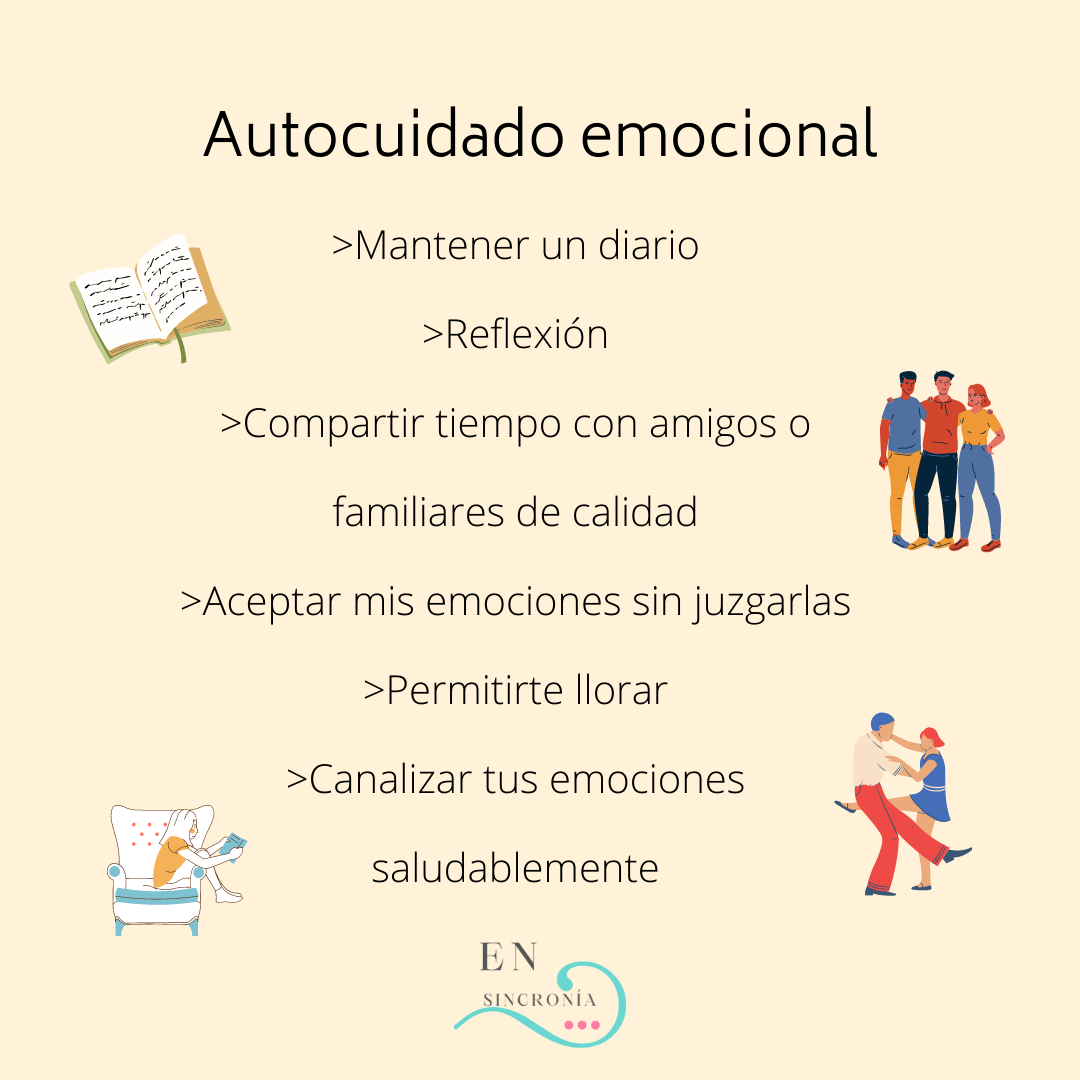 Autocuidado emocional
>Mantener un diario
>Reflexión
>Compartir tiempo con amigos o
familiares de calidad
>Aceptar mis emociones sin juzgarlas
>Permitirte llorar
>Canalizar tus emociones
saludablemente
EN
SINCRONÍA